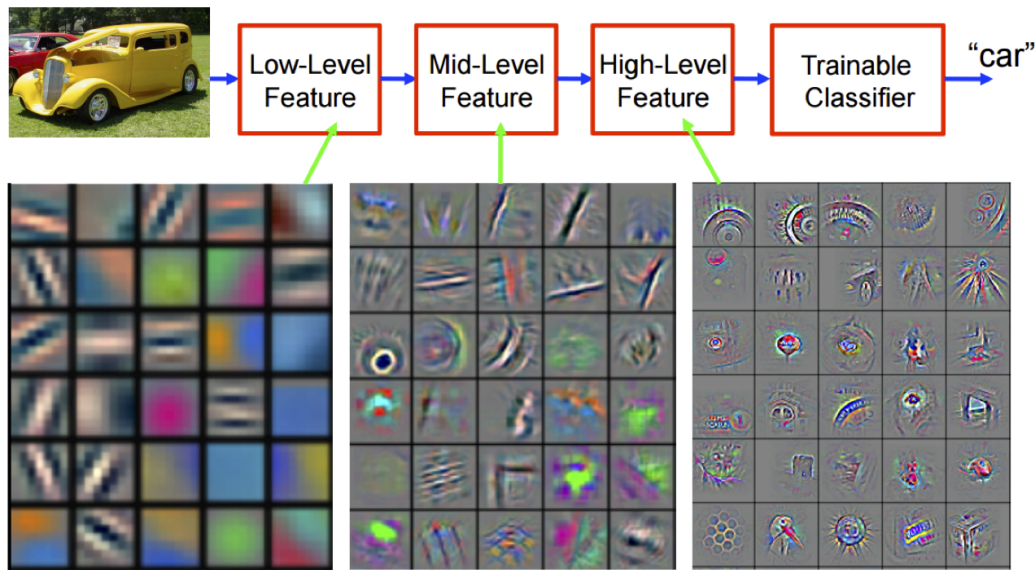 Low-Level
Feature
Mid-Level
Feature
High-Level
Feature
Trainable
Classifier
“car”